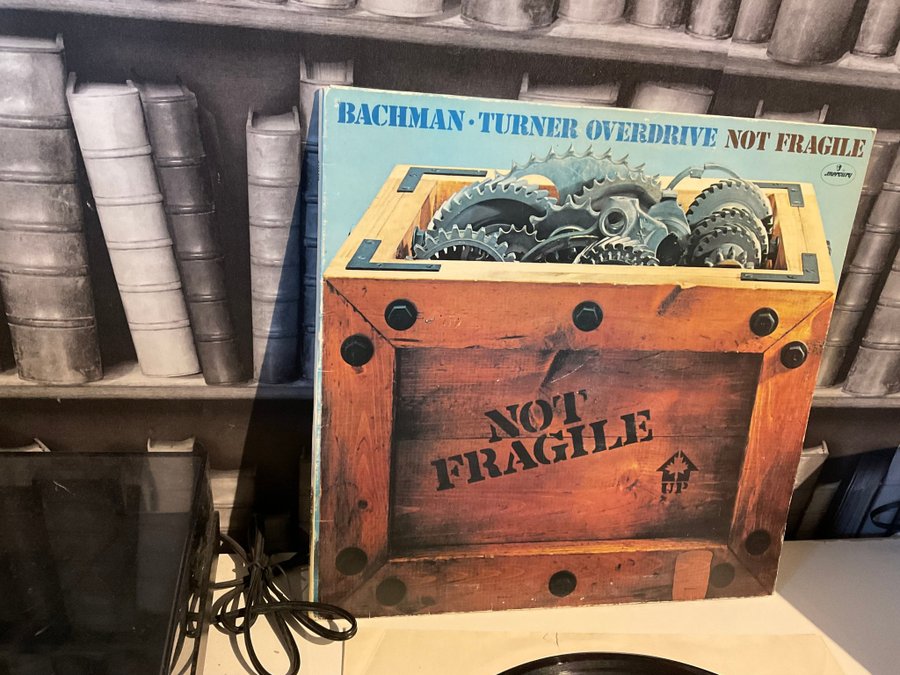 BACHMAN · TURNER OVERDRIVE NOT FRAGILE
mercury
NOT
FRAGILE
UP